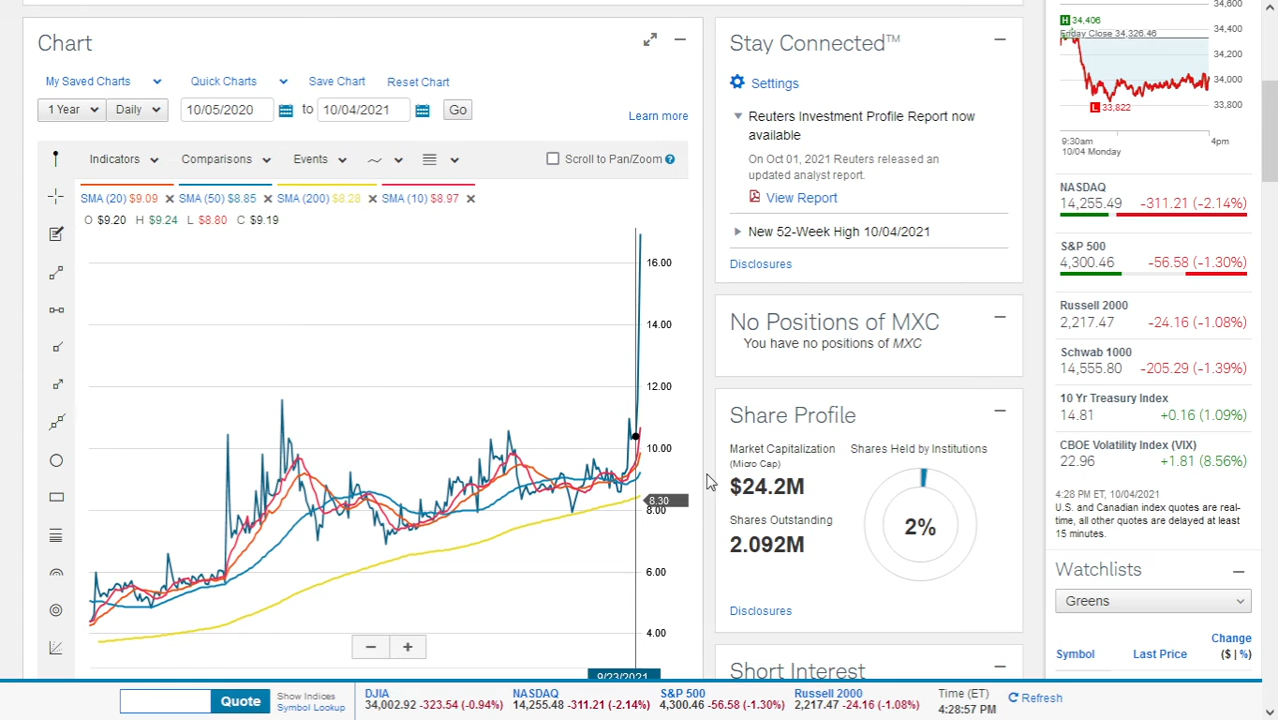 Chart
My Saved Charts
Quick Charts
Save Chart
Reset Chart
1 Year
Daily
10/05/2020
to
10/04/2021
Go
Learn more
Indicators
Comparisons
Events
Scroll to Pan/Zoom ?
SMA (20) $9.09 ×
SMA (50) $8.85 ×
SMA (200) $8.28 ×
SMA (10) $8.97 ×
O $9.20 H $9.24 L $8.80 C $9.19
16.00
14.00
12.00
10.00
8.30
8.00
6.00
4.00
9/23/2021
− +
Stay Connected™
Settings
Reuters Investment Profile Report now
available
On Oct 01, 2021 Reuters released an
updated analyst report.
View Report
New 52-Week High 10/04/2021
Disclosures
No Positions of MXC
You have no positions of MXC
Share Profile
Market Capitalization
(Micro Cap)
$24.2M
Shares Outstanding
2.092M
Shares Held by Institutions
2%
Disclosures
Short Interest
34,600
H 34,406
34,400
Friday Close 34,326.46
34,200
34,000
33,800
L 33,822
9:30am
4pm
10/04 Monday
NASDAQ
14,255.49 -311.21 (-2.14%)
S&P 500
4,300.46 -56.58 (-1.30%)
Russell 2000
2,217.47 -24.16 (-1.08%)
Schwab 1000
14,555.80 -205.29 (-1.39%)
10 Yr Treasury Index
14.81 +0.16 (1.09%)
CBOE Volatility Index (VIX)
22.96 +1.81 (8.56%)
4:28 PM ET, 10/04/2021
U.S. and Canadian index quotes are real-
time, all other quotes are delayed at least
15 minutes.
Watchlists
Greens
Symbol
Last Price
Change
($ | %)
Quote
Show Indices
Symbol Lookup
DJIA
34,002.92 -323.54 (-0.94%)
NASDAQ
14,255.48 -311.21 (-2.14%)
S&P 500
4,300.46 -56.58 (-1.30%)
Russell 2000
2,217.47 -24.16 (-1.08%)
Time (ET)
4:28:57 PM
Refresh